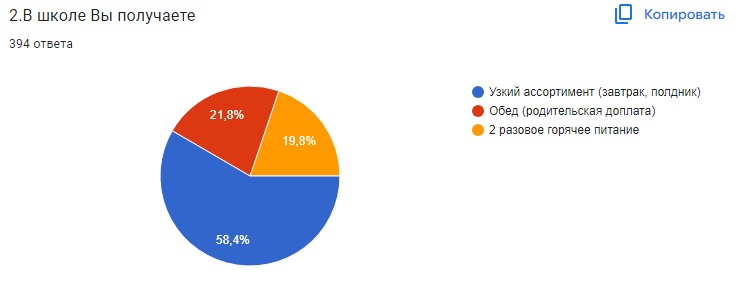 2.В школе Вы получаете
Копировать
394 ответа
Узкий ассортимент (завтрак, полдник)
Обед (родительская доплата)
2 разовое горячее питание
21,8%
19,8%
58,4%